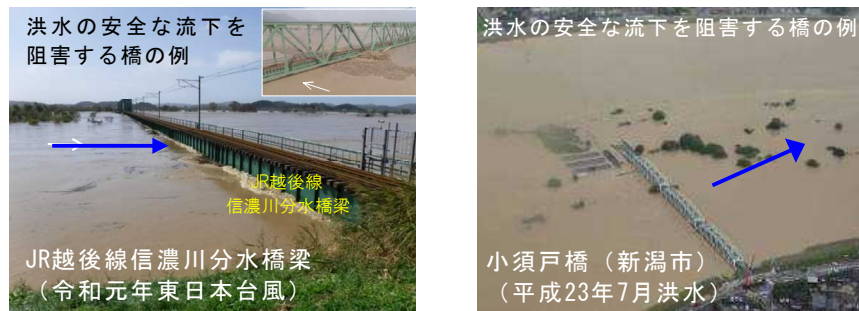 洪水の安全な流下を
阻害する橋の例
JR越後線
信濃川分水橋梁
JR越後線信濃川分水橋梁
（令和元年東日本台風）
洪水の安全な流下を阻害する橋の例
小須戸橋（新潟市）
（平成23年7月洪水）